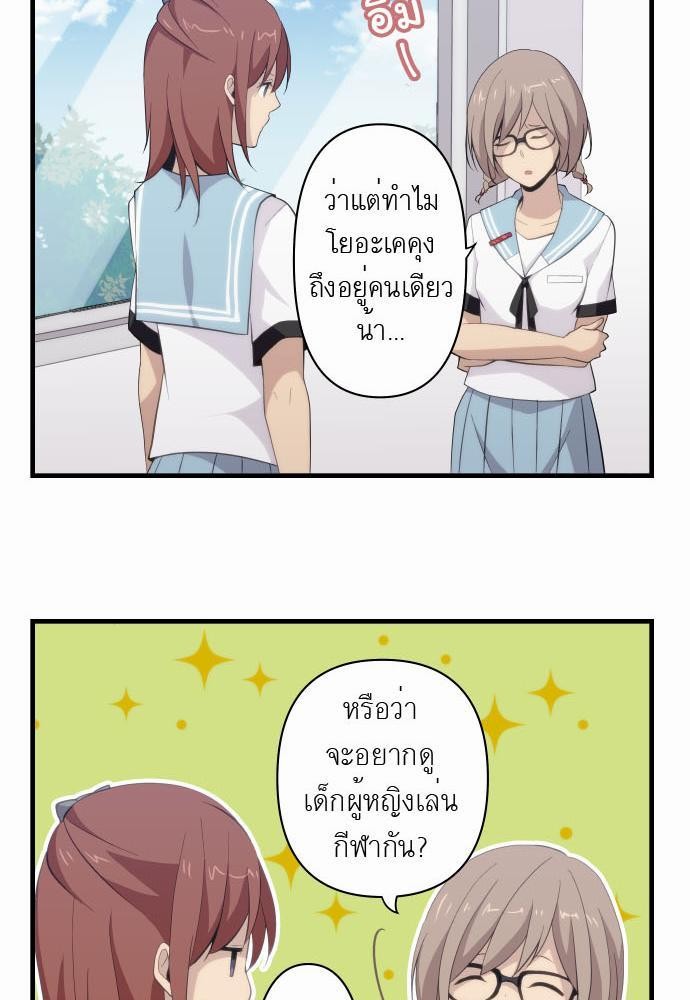 อืม
ว่าแต่ทำไม
โยอะเคคุง
ถึงอยู่คนเดียว
น้า...
หรือว่า
จะอยากดู
เด็กผู้หญิงเล่น
กีฬากัน?